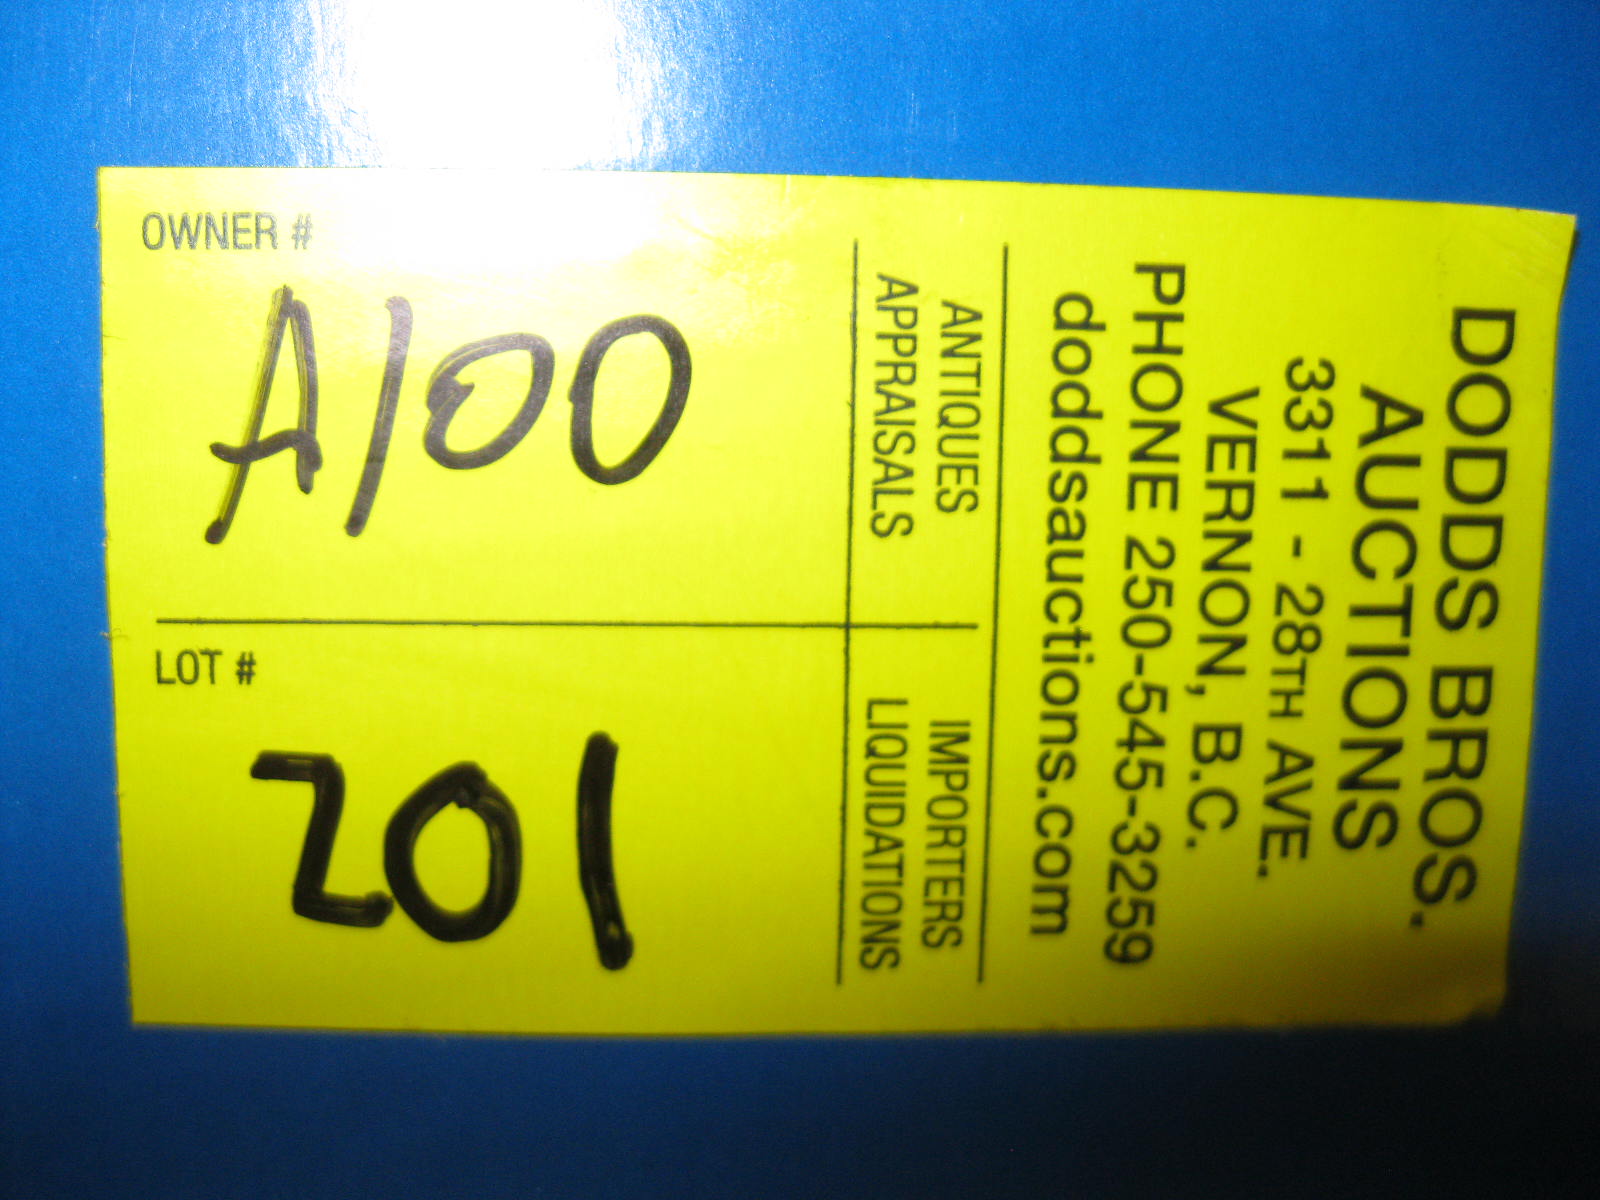 DODDS BROS.
AUCTIONS
3311 - 28TH AVE.
VERNON, B.C.
PHONE 250-545-3259
doddsauctions.com
ANTIQUES
APPRAISALS
IMPORTERS
LIQUIDATIONS
OWNER #
A100
LOT #
201